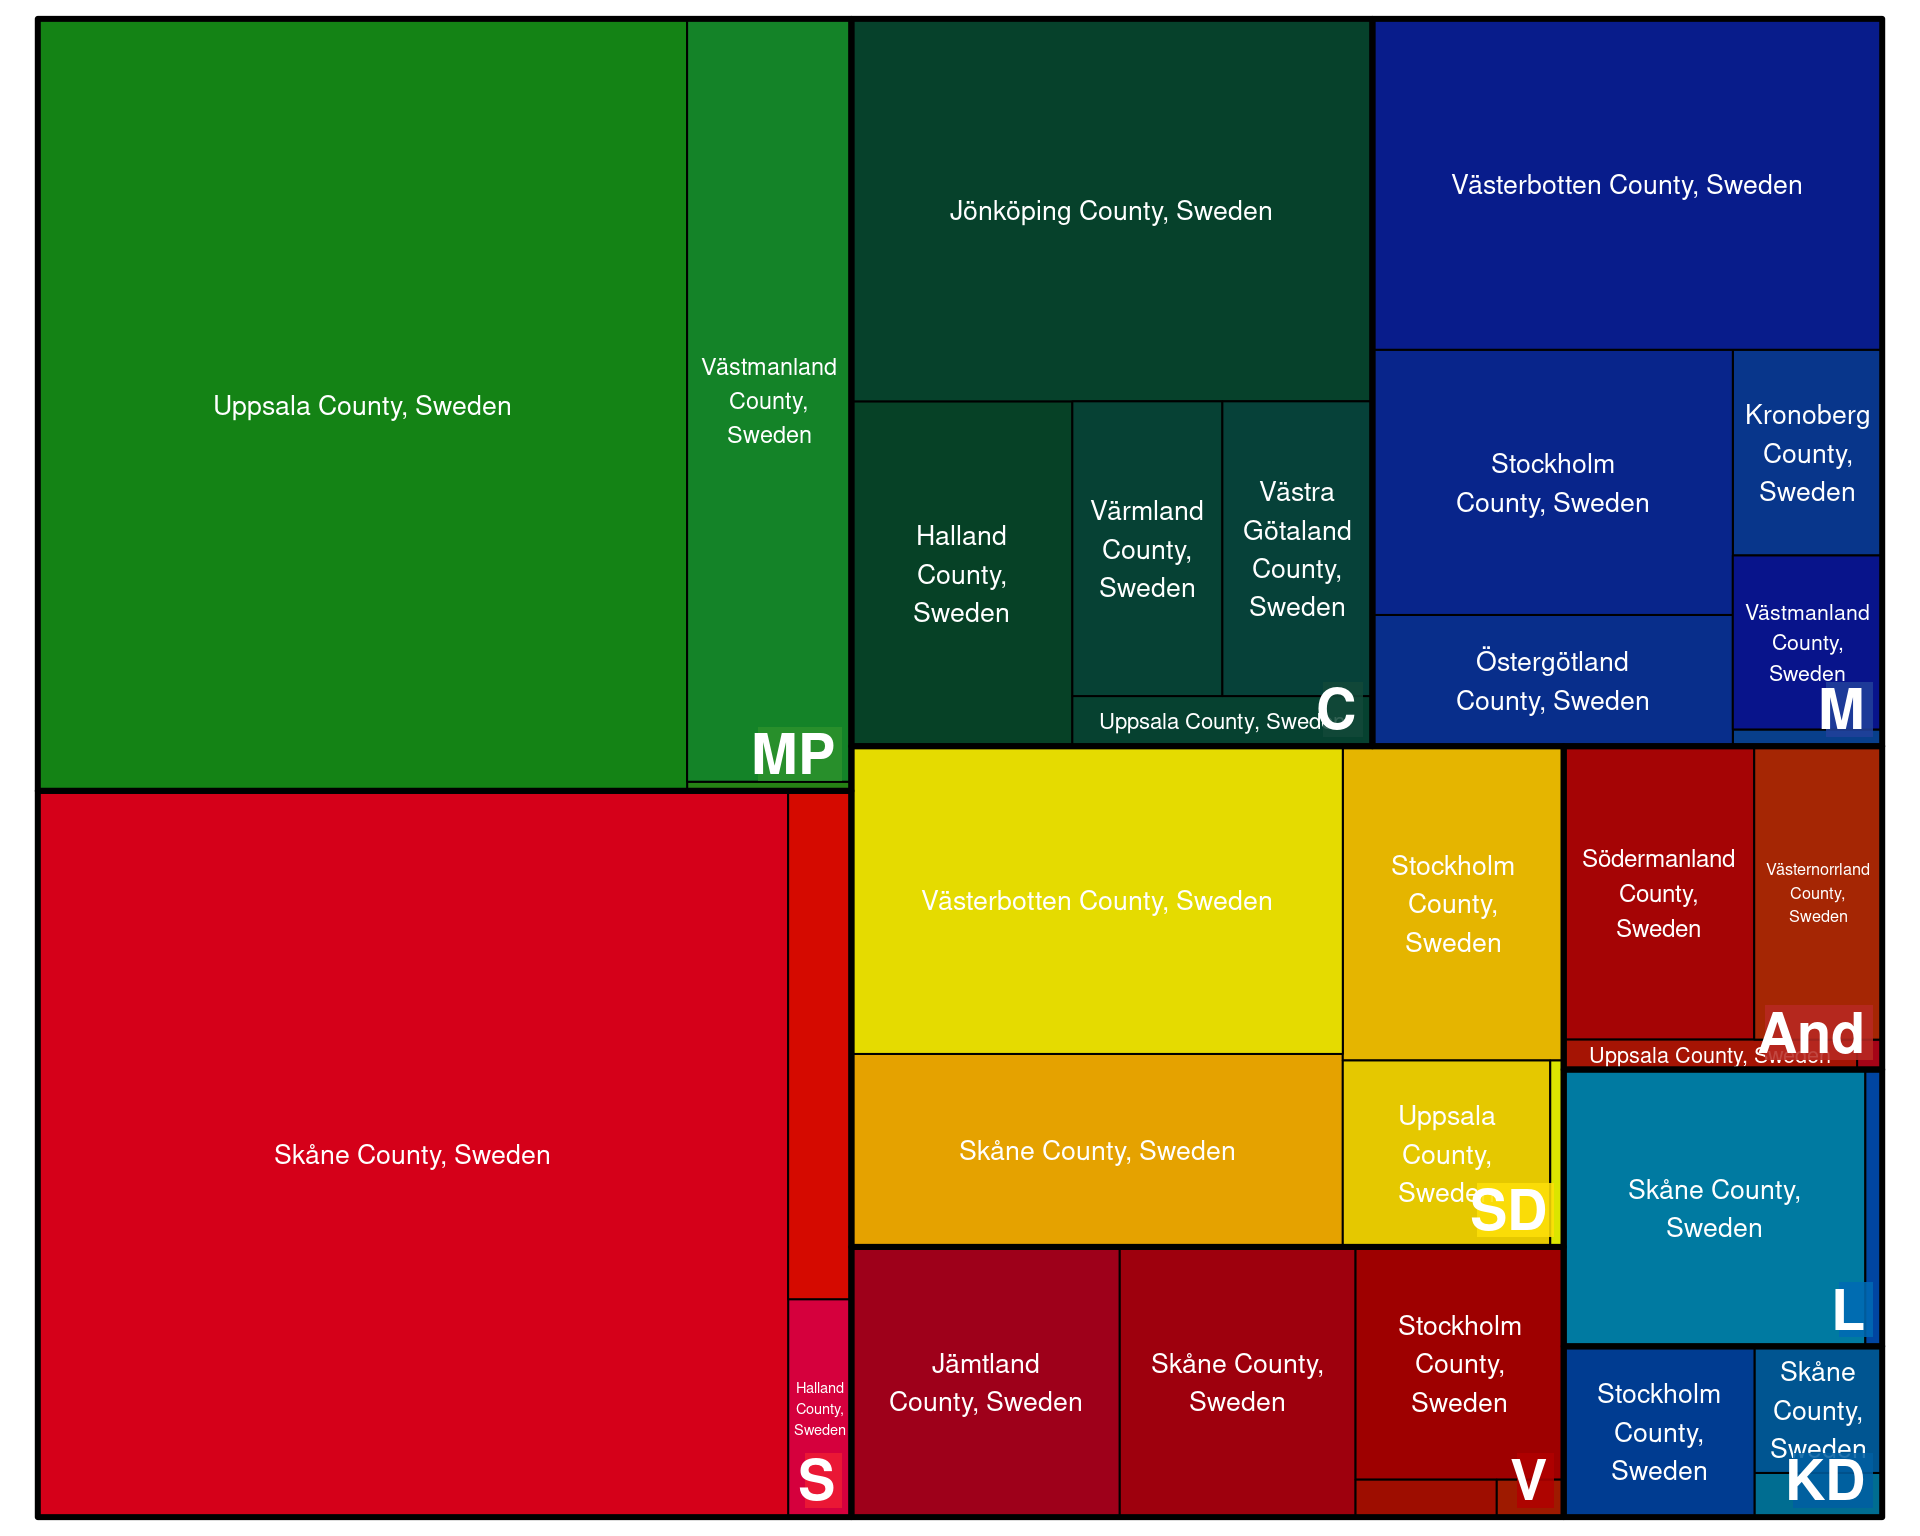 Uppsala County, Sweden
Västmanland
County,
Sweden
MP
Skåne County, Sweden
Halland
County,
Sweden
S
Jönköping County, Sweden
Halland
County,
Sweden
Värmland
County,
Sweden
Västra
Götaland
County,
Sweden
Uppsala County, Sweden
C
Västerbotten County, Sweden
Stockholm
County, Sweden
Kronoberg
County,
Sweden
Västmanland
County,
Sweden
Östergötland
County, Sweden
M
Västerbotten County, Sweden
Stockholm
County,
Sweden
Skåne County, Sweden
Uppsala
County,
Sweden
SD
Södermanland
County,
Sweden
Västernorrland
County,
Sweden
Uppsala County, Sweden
And
Skåne County,
Sweden
L
Jämtland
County, Sweden
Skåne County,
Sweden
Stockholm
County,
Sweden
V
Stockholm
County,
Sweden
Skåne
County,
Sweden
KD